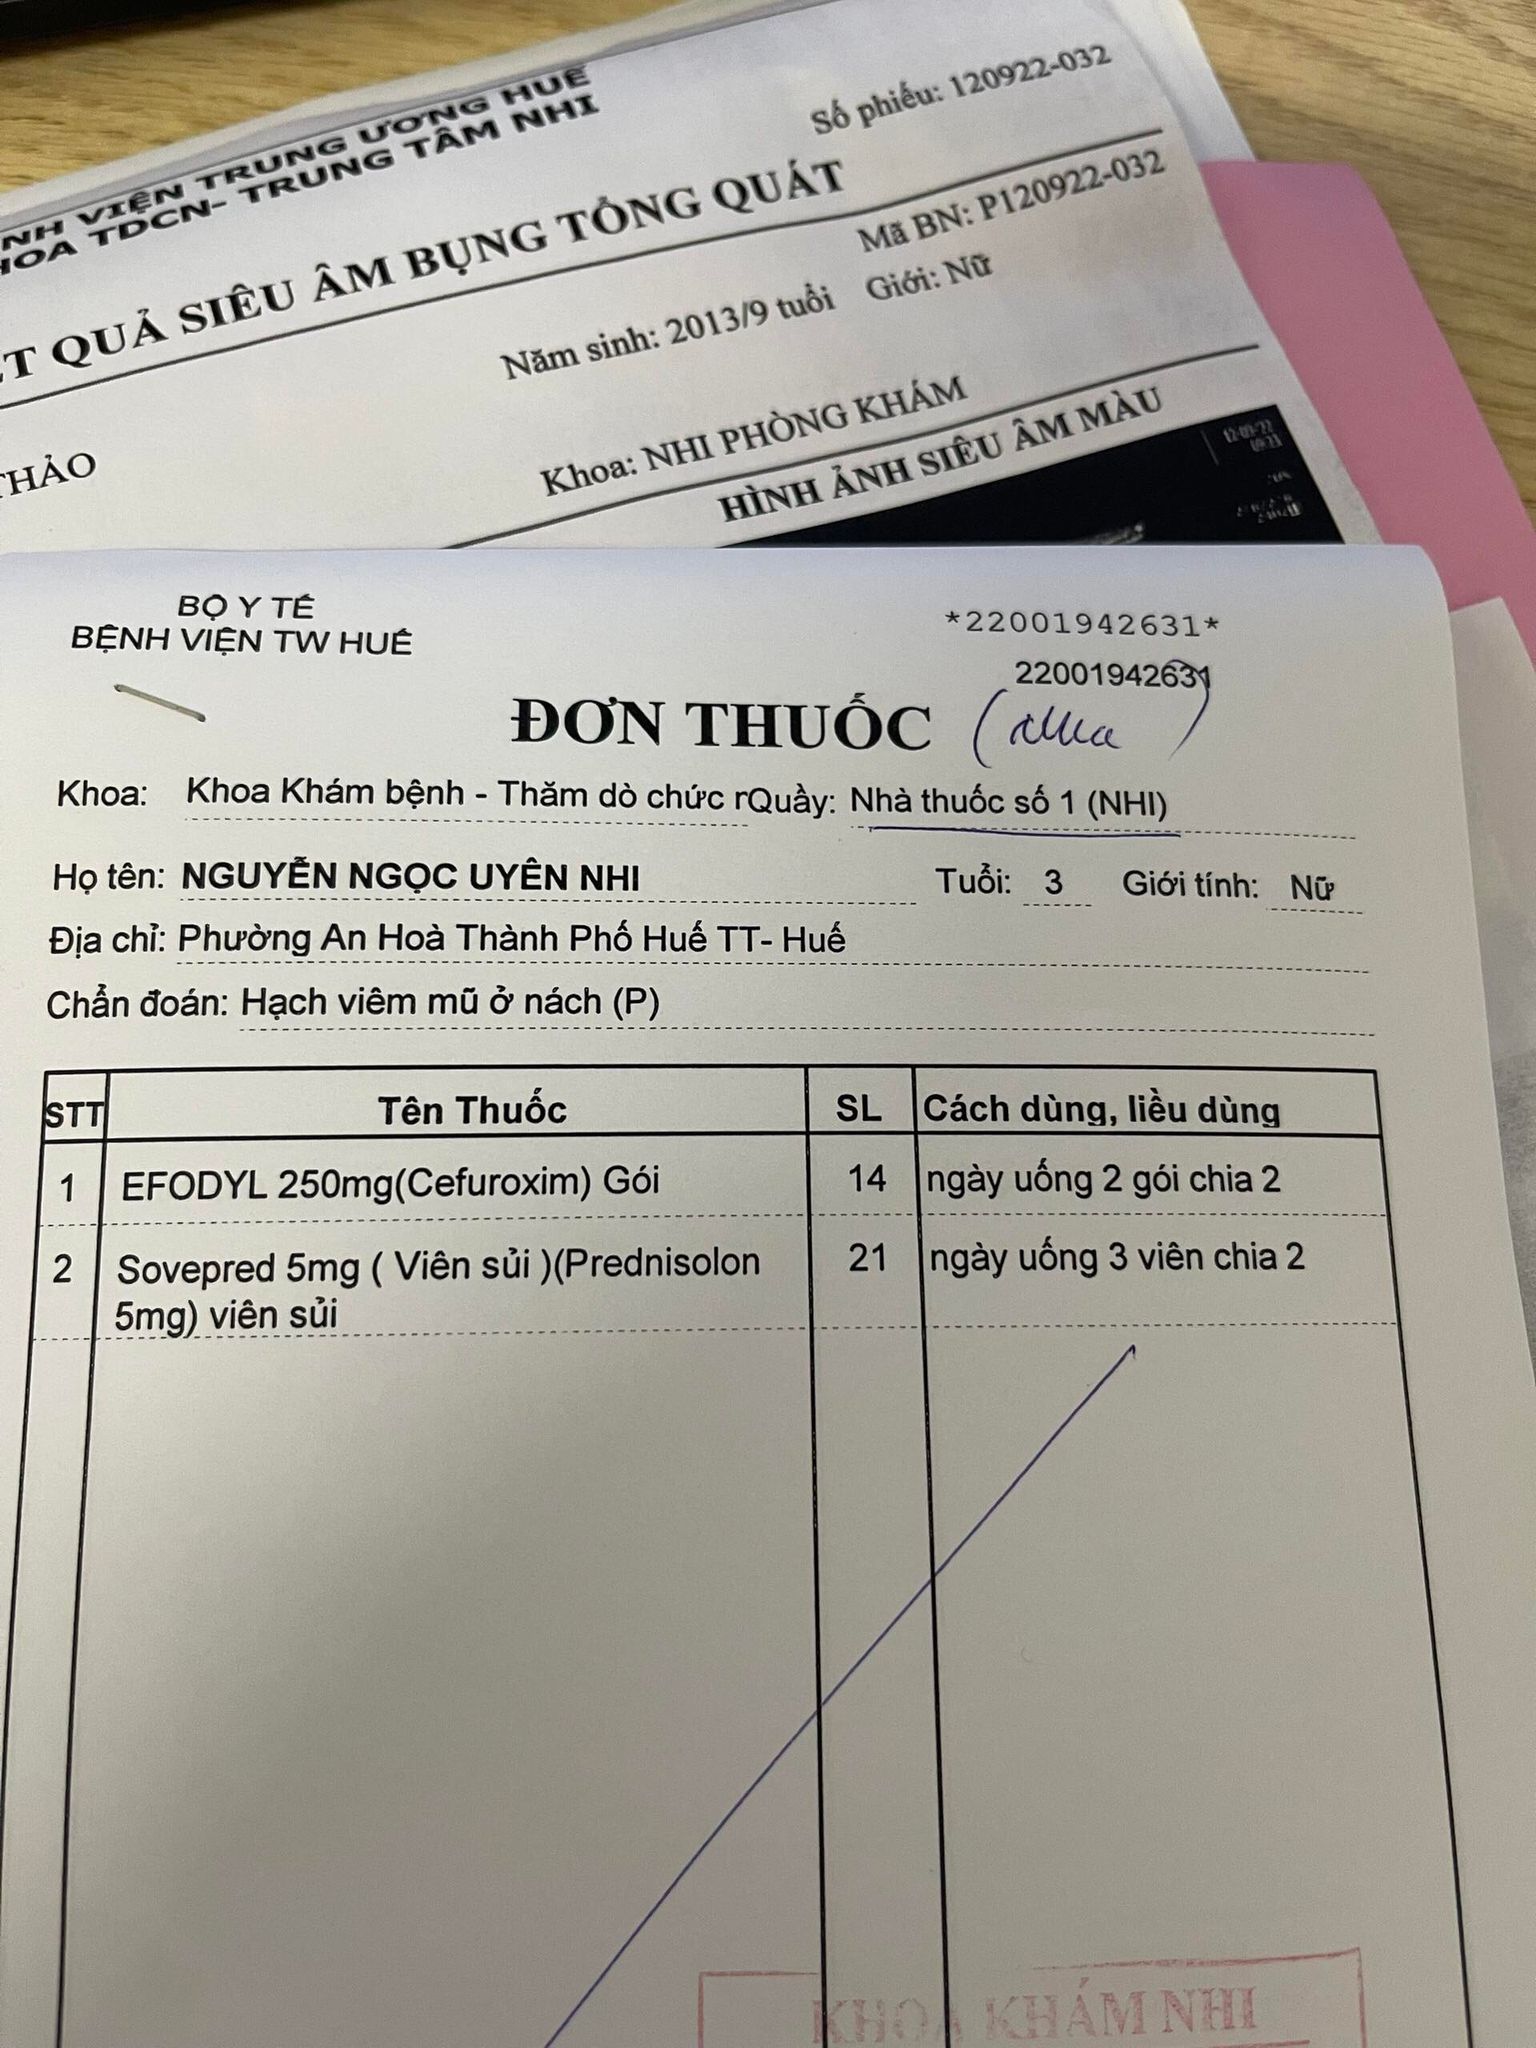 NH VIỆN TRUNG ƯƠNG HUẾ
HOA TDCN- TRUNG TÂM NHI
Số phiếu: 120922-032
T QUẢ SIÊU ÂM BỤNG TỔNG QUÁT
Mã BN: P120922-032
Năm sinh: 2013/9 tuổi Giới: Nữ
THẢO
Khoa: NHI PHÒNG KHÁM
HÌNH ẢNH SIÊU ÂM MÀU
BỘ Y TẾ
BỆNH VIỆN TW HUẾ
*22001942631*
22001942631
ĐƠN THUỐC
Khoa: Khoa Khám bệnh - Thăm dò chức rQuầy: Nhà thuốc số 1 (NHI)
Họ tên: NGUYỄN NGỌC UYÊN NHI Tuổi: 3 Giới tính: Nữ
Địa chỉ: Phường An Hoà Thành Phố Huế TT- Huế
Chẩn đoán: Hạch viêm mũ ở nách (P)
STT Tên Thuốc SL Cách dùng, liều dùng
1 EFODYL 250mg(Cefuroxim) Gói 14 ngày uống 2 gói chia 2
2 Sovepred 5mg ( Viên sủi )(Prednisolon 21 ngày uống 3 viên chia 2
5mg) viên sủi
KHOA KHÁM NHI